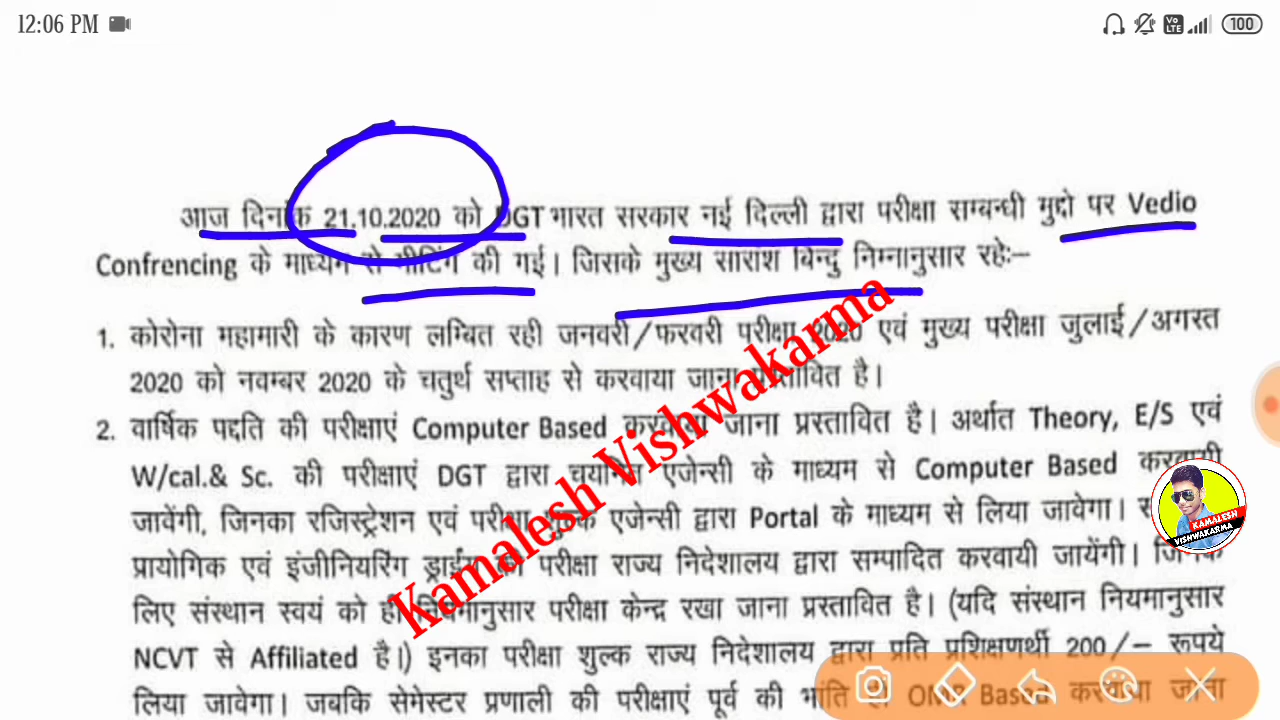 12:06 PM
Vo LTE
100
आज दिनांक 21.10.2020 को DGT भारत सरकार नई दिल्ली द्वारा परीक्षा सम्बन्धी मुद्दो पर Vedio
Confrencing के माध्यम से मीटिंग की गई। जिसके मुख्य सारांश बिन्दु निम्नानुसार रहेः–
1. कोरोना महामारी के कारण लम्बित रही जनवरी/फरवरी परीक्षा 2020 एवं मुख्य परीक्षा जुलाई/अगस्त
2020 को नवम्बर 2020 के चतुर्थ सप्ताह से करवाया जाना प्रस्तावित है।
2. वार्षिक पद्दति की परीक्षाएं Computer Based करवाया जाना प्रस्तावित है। अर्थात Theory, E/S एवं
W/cal.& Sc. की परीक्षाएं DGT द्वारा चयनित एजेन्सी के माध्यम से Computer Based करवायी
जावेंगी, जिनका रजिस्ट्रेशन एवं परीक्षा शुल्क एजेन्सी द्वारा Portal के माध्यम से लिया जावेगा।
प्रायोगिक एवं इंजीनियरिंग ड्राईंग की परीक्षा राज्य निदेशालय द्वारा सम्पादित करवायी जायेंगी। जिनके
लिए संस्थान स्वयं को ही नियमानुसार परीक्षा केन्द्र रखा जाना प्रस्तावित है। (यदि संस्थान नियमानुसार
NCVT से Affiliated है।) इनका परीक्षा शुल्क राज्य निदेशालय द्वारा प्रति प्रशिक्षणर्थी 200/– रूपये
लिया जावेगा। जबकि सेमेस्टर प्रणाली की परीक्षाएं पूर्व की भांति ही OMR Based करवाया जाना
Kamalesh Vishwakarma
KAMALESH
VISHWAKARMA